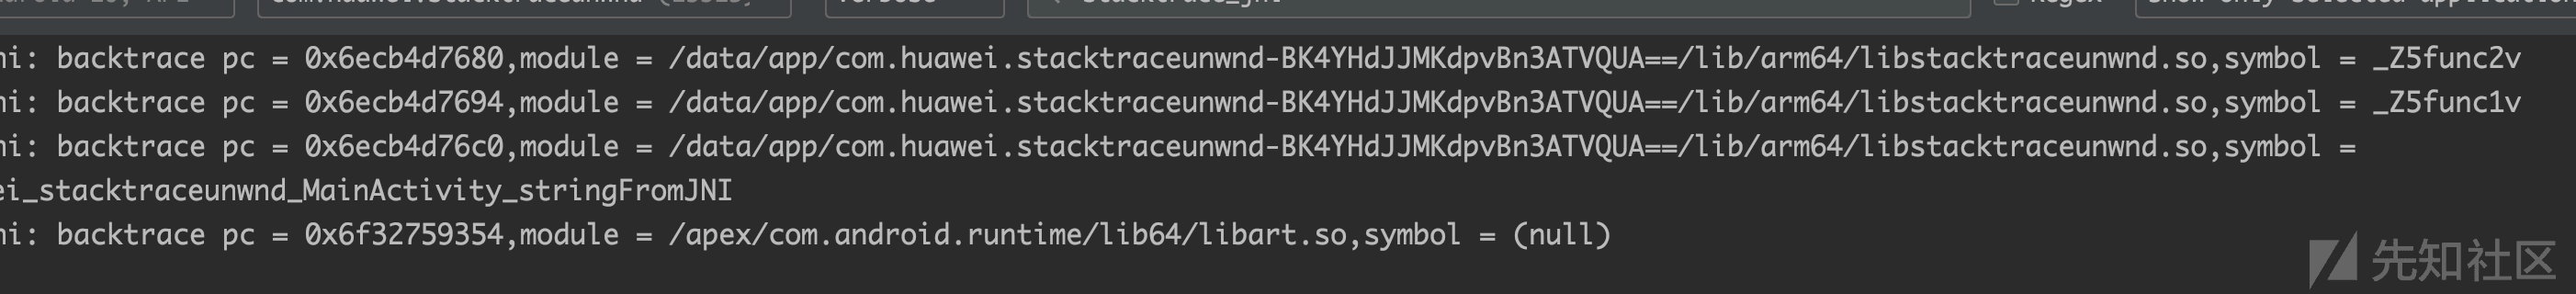 ni: backtrace pc = 0x6ecb4d7680,module = /data/app/com.huawei.stacktraceunwnd-BK4YHdJJMKdpvBn3ATVQUA==/lib/arm64/libstacktraceunwnd.so,symbol = _Z5func2v
ni: backtrace pc = 0x6ecb4d7694,module = /data/app/com.huawei.stacktraceunwnd-BK4YHdJJMKdpvBn3ATVQUA==/lib/arm64/libstacktraceunwnd.so,symbol = _Z5func1v
ni: backtrace pc = 0x6ecb4d76c0,module = /data/app/com.huawei.stacktraceunwnd-BK4YHdJJMKdpvBn3ATVQUA==/lib/arm64/libstacktraceunwnd.so,symbol =
ei_stacktraceunwnd_MainActivity_stringFromJNI
ni: backtrace pc = 0x6f32759354,module = /apex/com.android.runtime/lib64/libart.so,symbol = (null)
先知社区